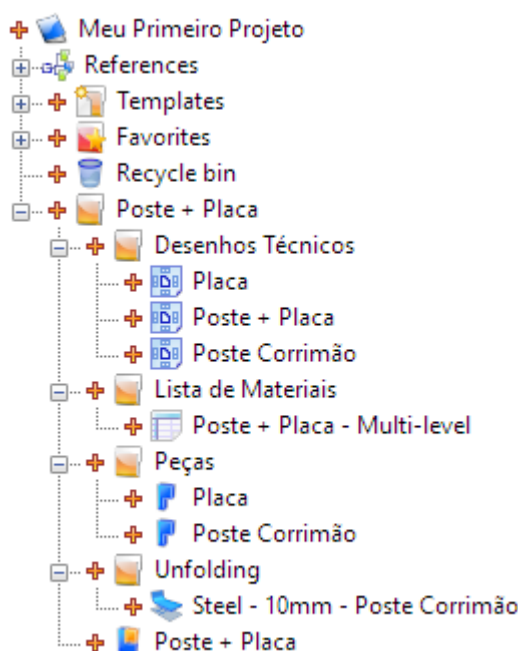 Meu Primeiro Projeto
References
Templates
Favorites
Recycle bin
Poste + Placa
Desenhos Técnicos
Placa
Poste + Placa
Poste Corrimão
Lista de Materiais
Poste + Placa - Multi-level
Peças
Placa
Poste Corrimão
Unfolding
Steel - 10mm - Poste Corrimão
Poste + Placa